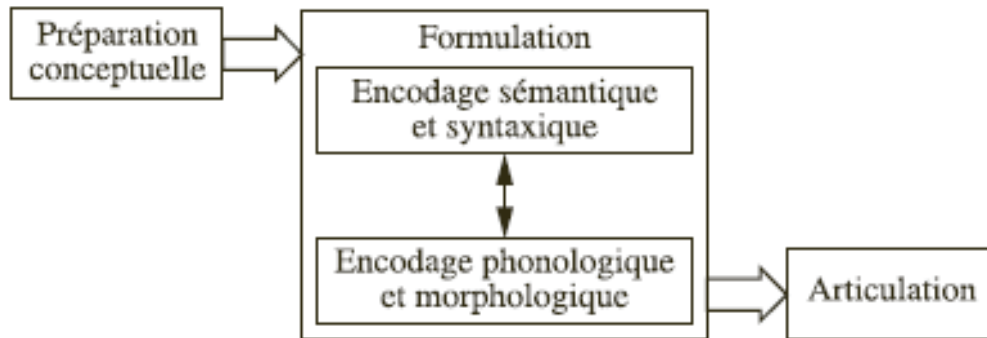 Préparation
conceptuelle
Formulation
Encodage sémantique
et syntaxique
Encodage phonologique
et morphologique
Articulation